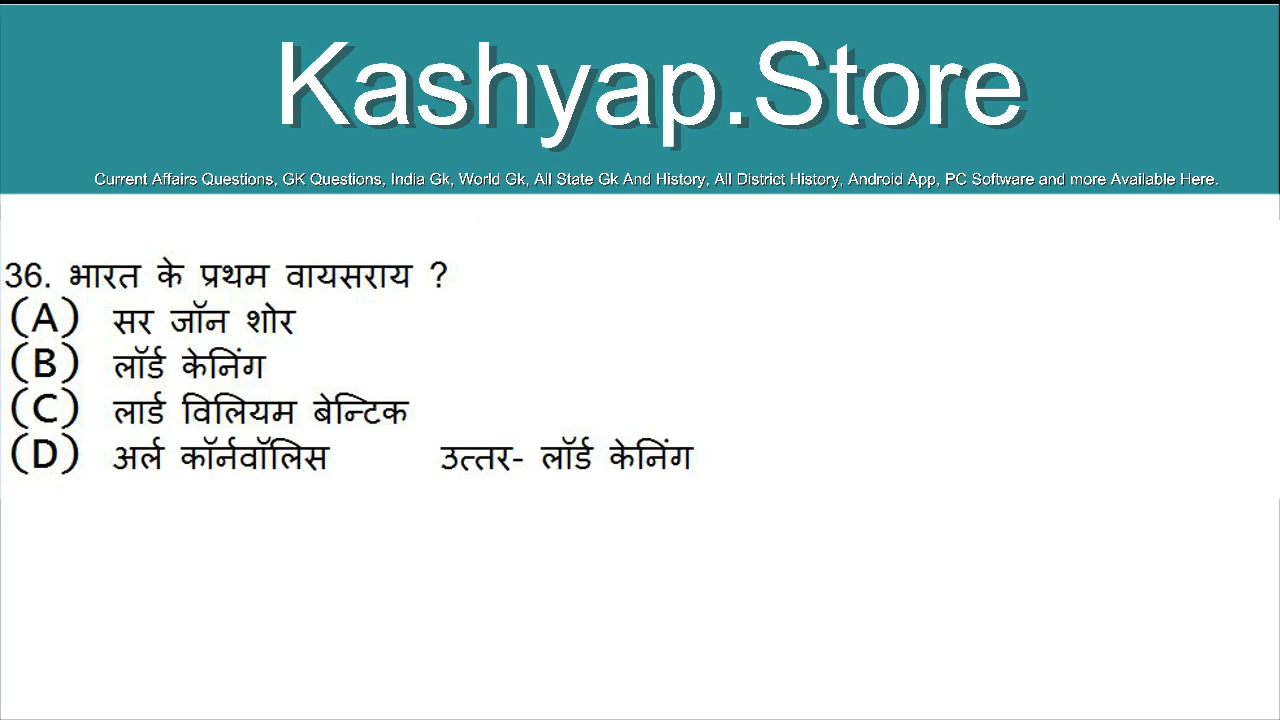 Kashyap.Store
Current Affairs Questions, GK Questions, India Gk, World Gk, All State Gk And History, All District History, Android App, PC Software and more Available Here.
36. भारत के प्रथम वायसराय ?
(A) सर जॉन शोर
(B) लॉर्ड केनिंग
(C) लार्ड विलियम बेन्टिक
(D) अर्ल कॉर्नवॉलिस उत्तर- लॉर्ड केनिंग